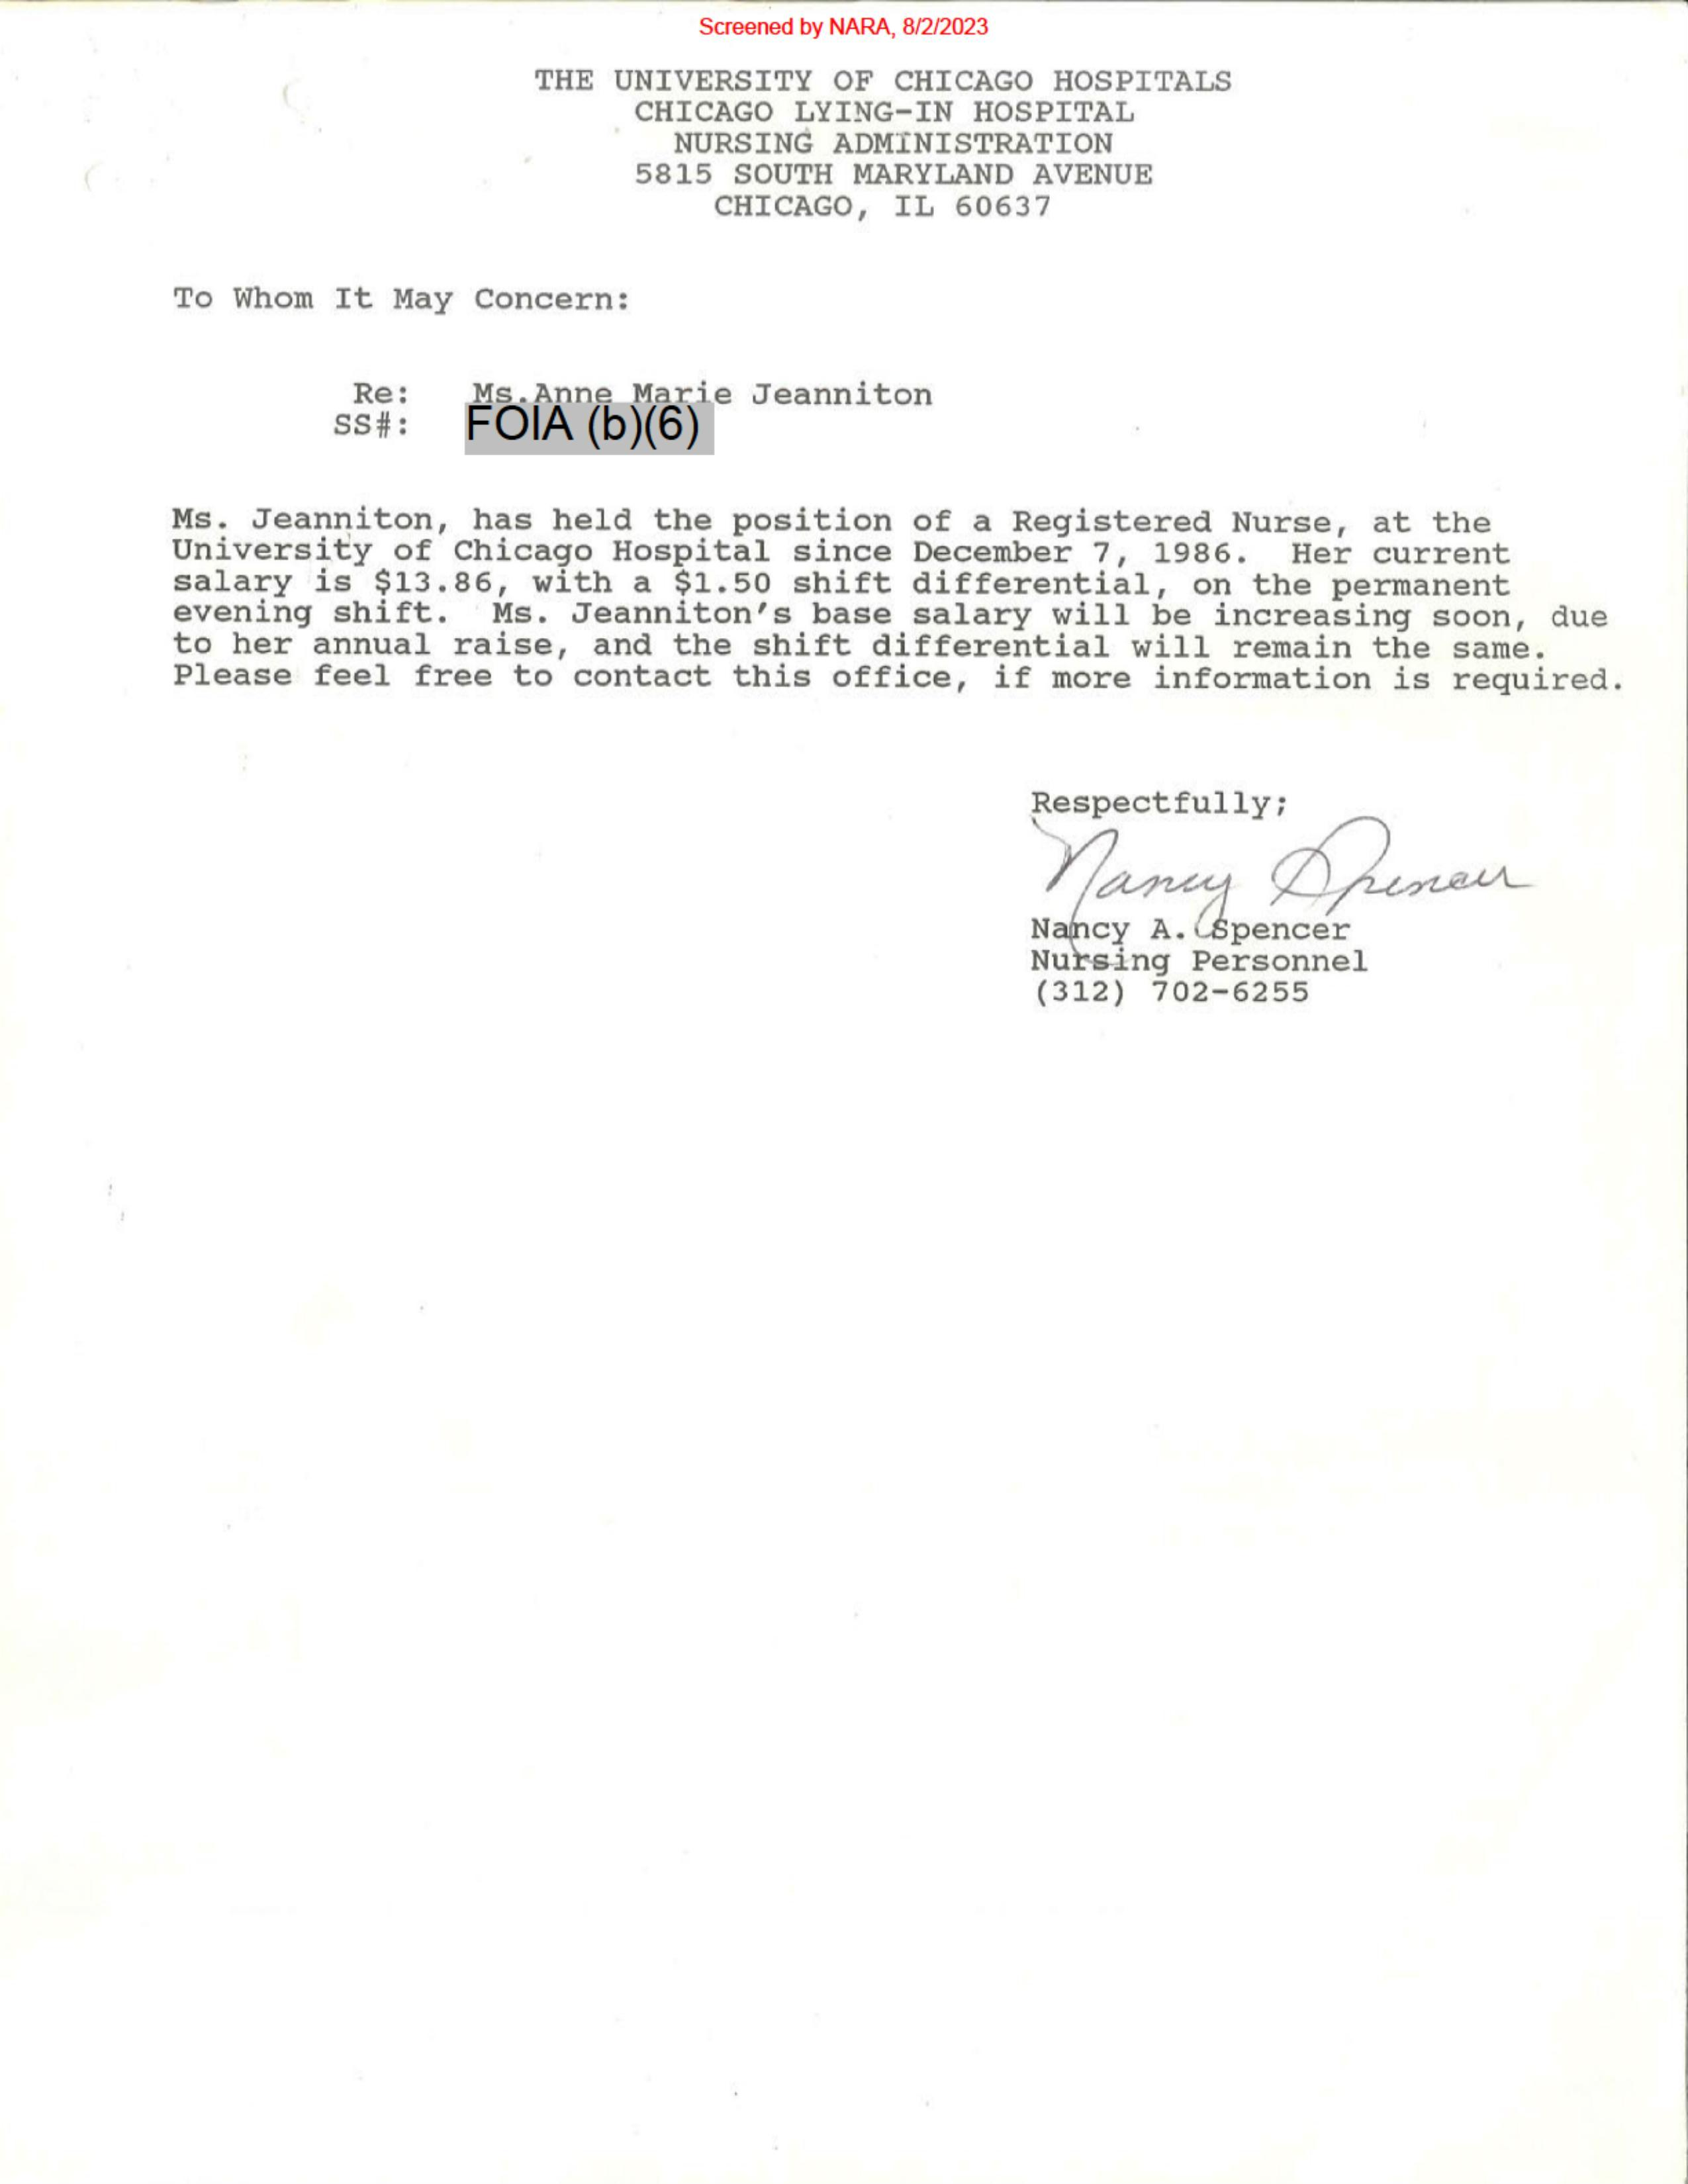 Screened by NARA, 8/2/2023
THE UNIVERSITY OF CHICAGO HOSPITALS
CHICAGO LYING-IN HOSPITAL
NURSING ADMINISTRATION
5815 SOUTH MARYLAND AVENUE
CHICAGO, IL 60637
To Whom It May Concern:
Re: Ms.Anne Marie Jeanniton
SS#: FOIA (b)(6)
Ms. Jeanniton, has held the position of a Registered Nurse, at the
University of Chicago Hospital since December 7, 1986. Her current
salary is $13.86, with a $1.50 shift differential, on the permanent
evening shift. Ms. Jeanniton's base salary will be increasing soon, due
to her annual raise, and the shift differential will remain the same.
Please feel free to contact this office, if more information is required.
Respectfully;
Nancy Spencer
Nancy A. Spencer
Nursing Personnel
(312) 702-6255